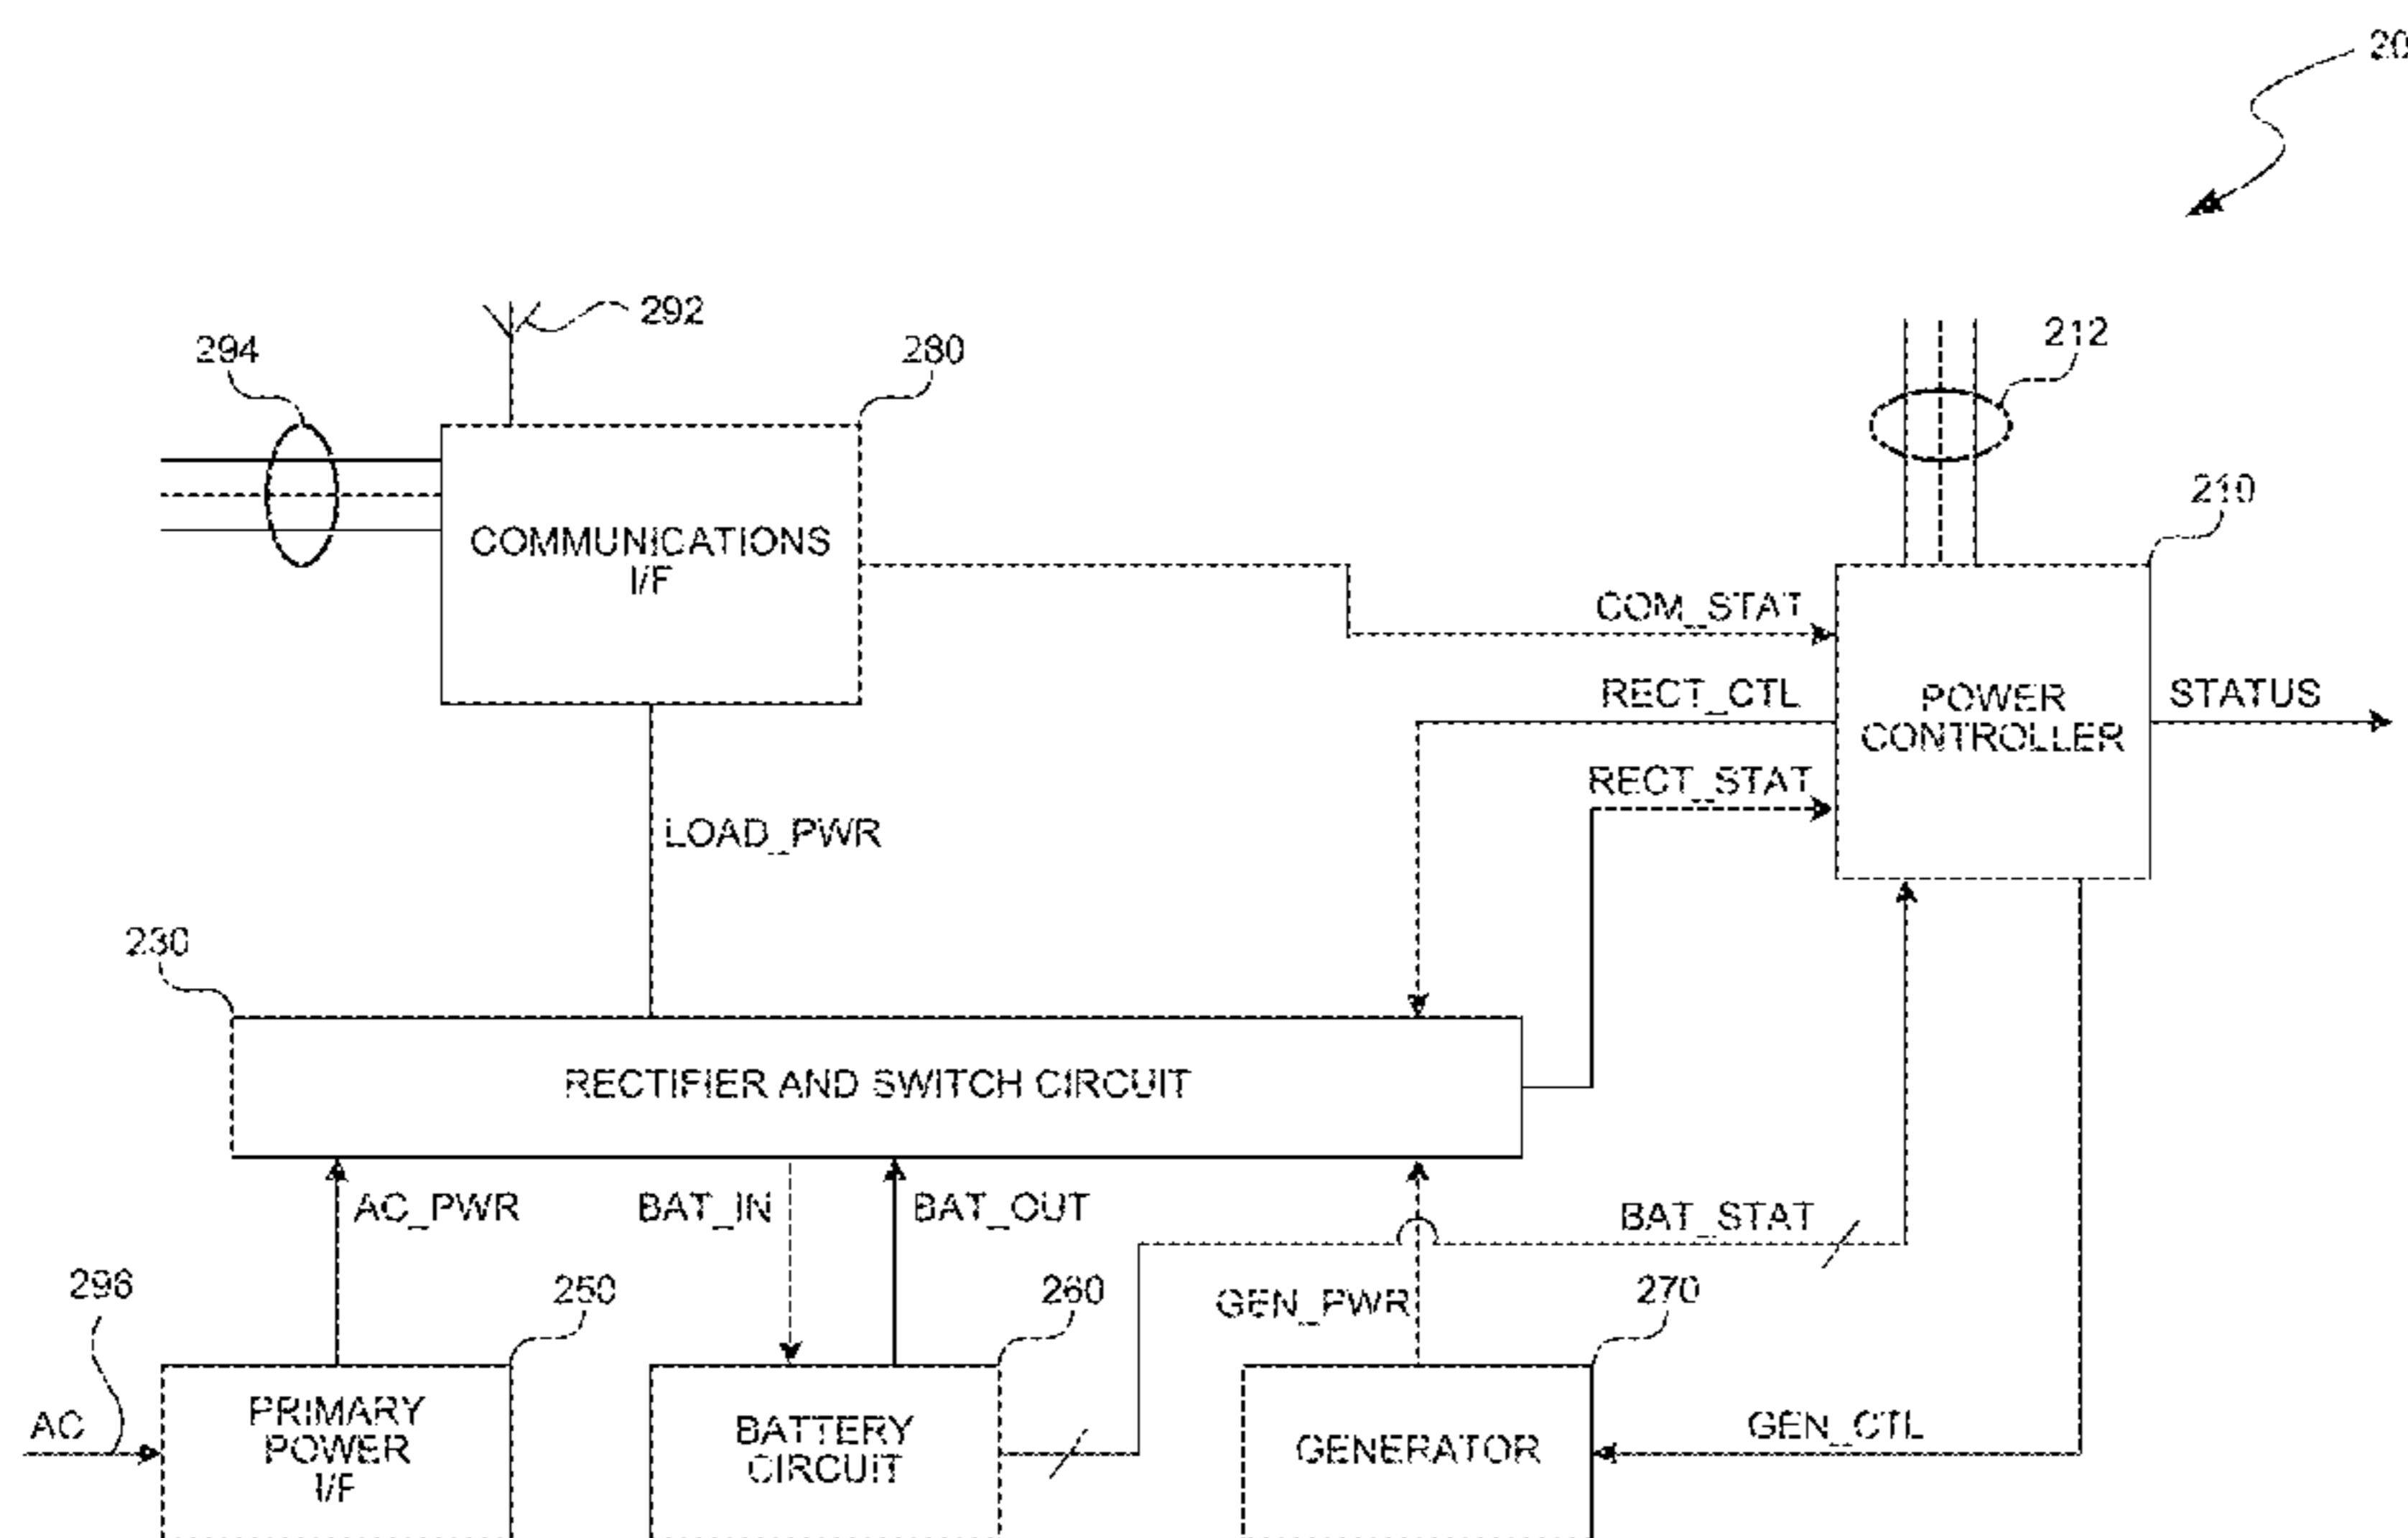 20
292
294
280
212
210
COMMUNICATIONS
I/F
COM_STAT
RECT_CTL
POWER
CONTROLLER
STATUS
RECT_STAT
LOAD_PWR
230
RECTIFIER AND SWITCH CIRCUIT
AC_PWR
BAT_IN
BAT_OUT
BAT_STAT
296
250
260
GEN_PWR
270
AC
PRIMARY
POWER
I/F
BATTERY
CIRCUIT
GENERATOR
GEN_CTL